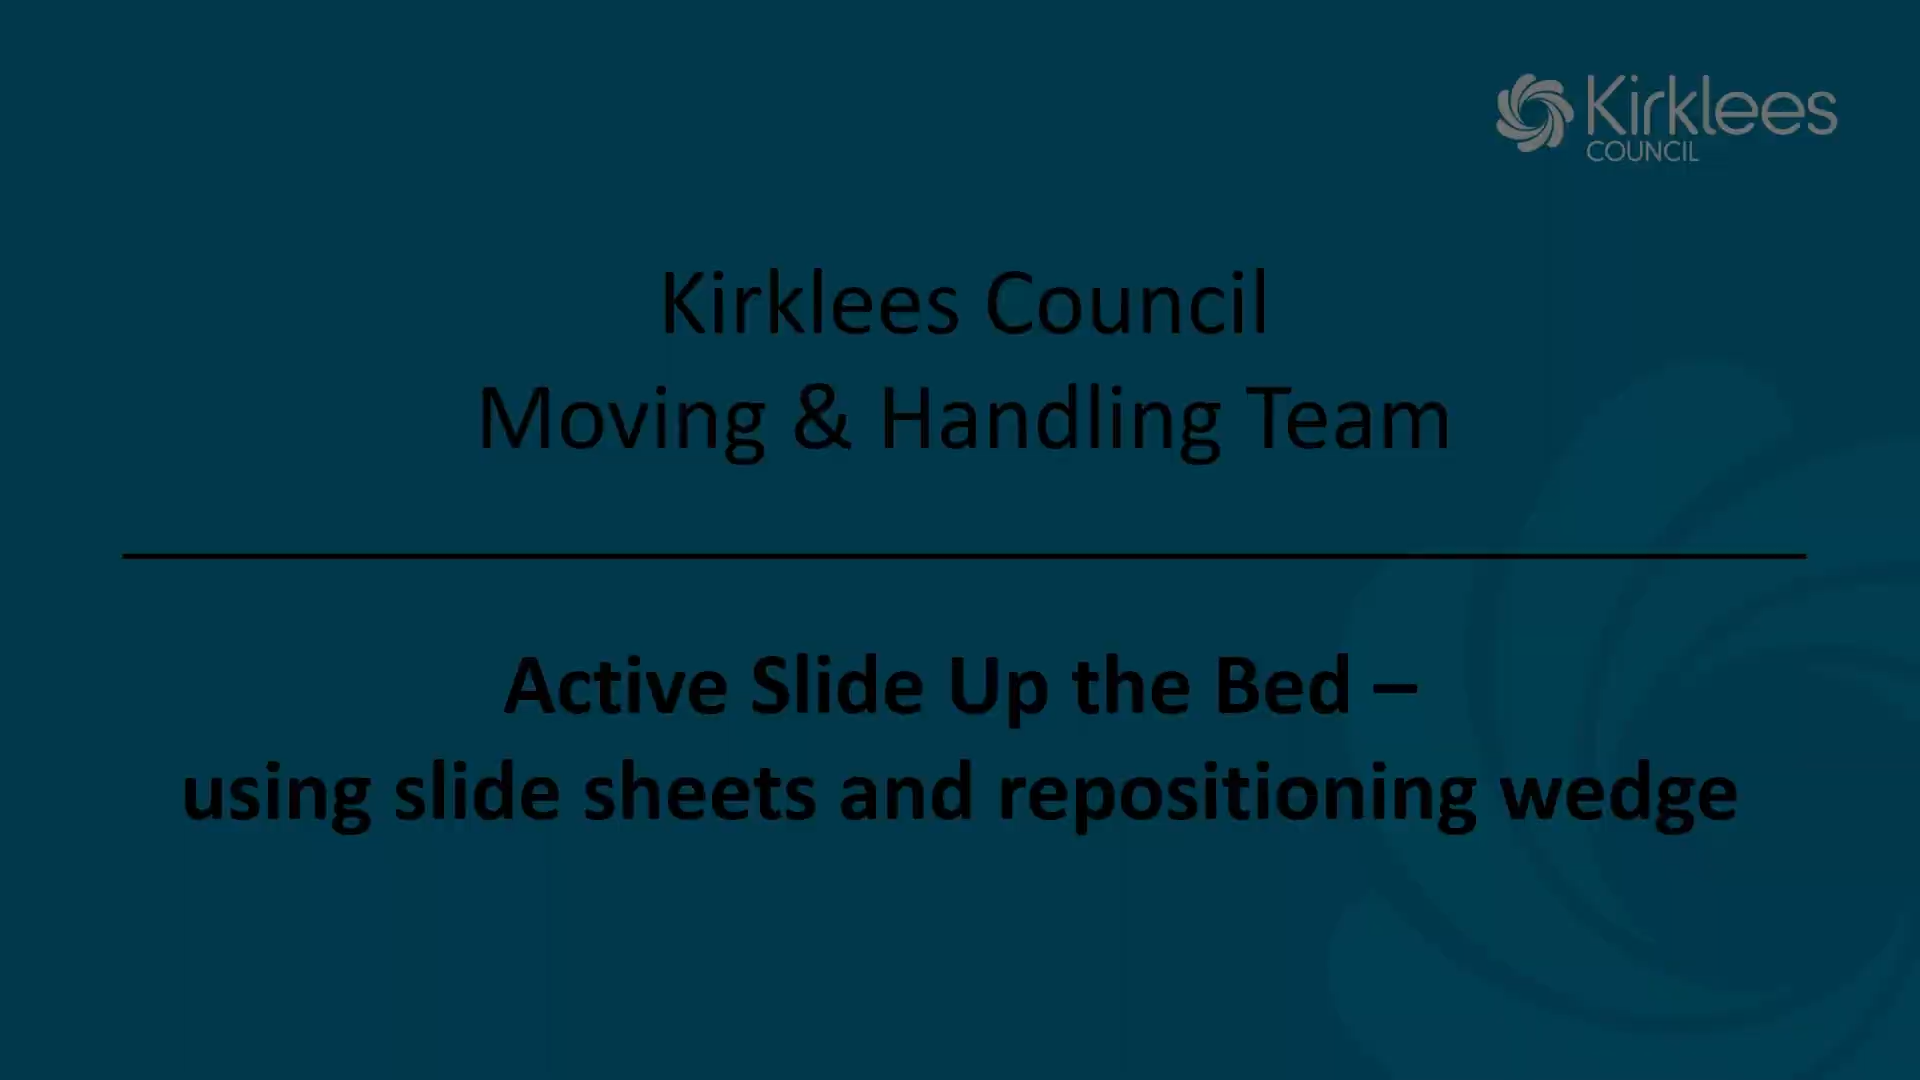 Kirklees
COUNCIL
Kirklees Council
Moving & Handling Team
Active Slide Up the Bed –
using slide sheets and repositioning wedge